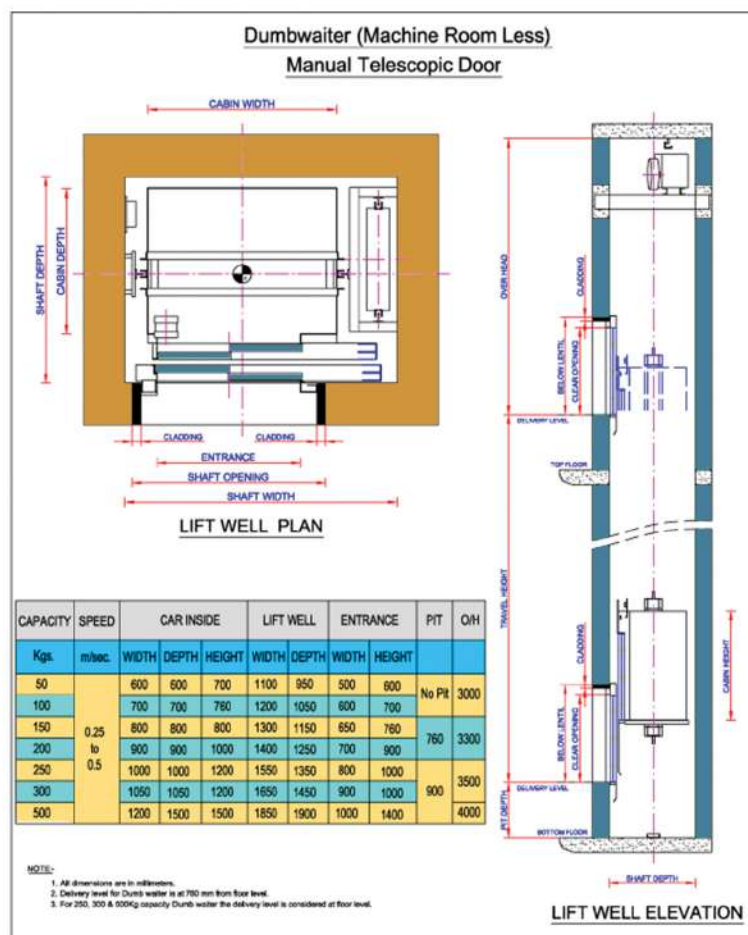 Dumbwaiter (Machine Room Less)
Manual Telescopic Door
CABIN WIDTH
SHAFT DEPTH
CABIN DEPTH
CLADDING
CLADDING
ENTRANCE
SHAFT OPENING
SHAFT WIDTH
LIFT WELL PLAN
OVER HEAD
CLADDING
BELOW LENTIL
CLEAR OPENING
DELIVERY LEVEL
TOP FLOOR
TRAVEL HEIGHT
CLADDING
BELOW LENTIL
CLEAR OPENING
CABIN HEIGHT
DELIVERY LEVEL
PIT DEPTH
BOTTOM FLOOR
SHAFT DEPTH
LIFT WELL ELEVATION
CAPACITY SPEED CAR INSIDE LIFT WELL ENTRANCE PIT O/H
Kgs. m/sec. WIDTH DEPTH HEIGHT WIDTH DEPTH WIDTH HEIGHT
50 0.25 to 0.5 600 600 700 1100 950 500 600 No Pit 3000
100 700 700 760 1200 1050 600 700
150 800 800 800 1300 1150 650 760 760 3300
200 900 900 1000 1400 1250 700 900
250 1000 1000 1200 1550 1350 800 1000 900 3500
300 1050 1050 1200 1650 1450 900 1000
500 1200 1500 1500 1850 1900 1000 1400 4000
NOTE:-
1. All dimensions are in millimeters.
2. Delivery level for Dumb waiter is at 760 mm from floor level.
3. For 250, 300 & 500Kg capacity Dumb waiter the delivery level is considered at floor level.